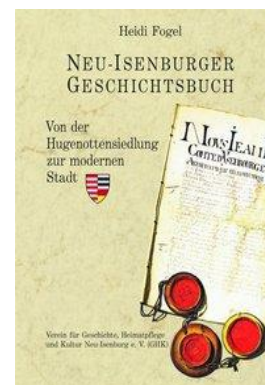 Heidi Fogel
NEU-ISENBURGER
GESCHICHTSBUCH
Von der
Hugenottensiedlung
zur modernen
Stadt
Verein für Geschichte, Heimatpflege
und Kultur Neu-Isenburg e. V. (GHK)